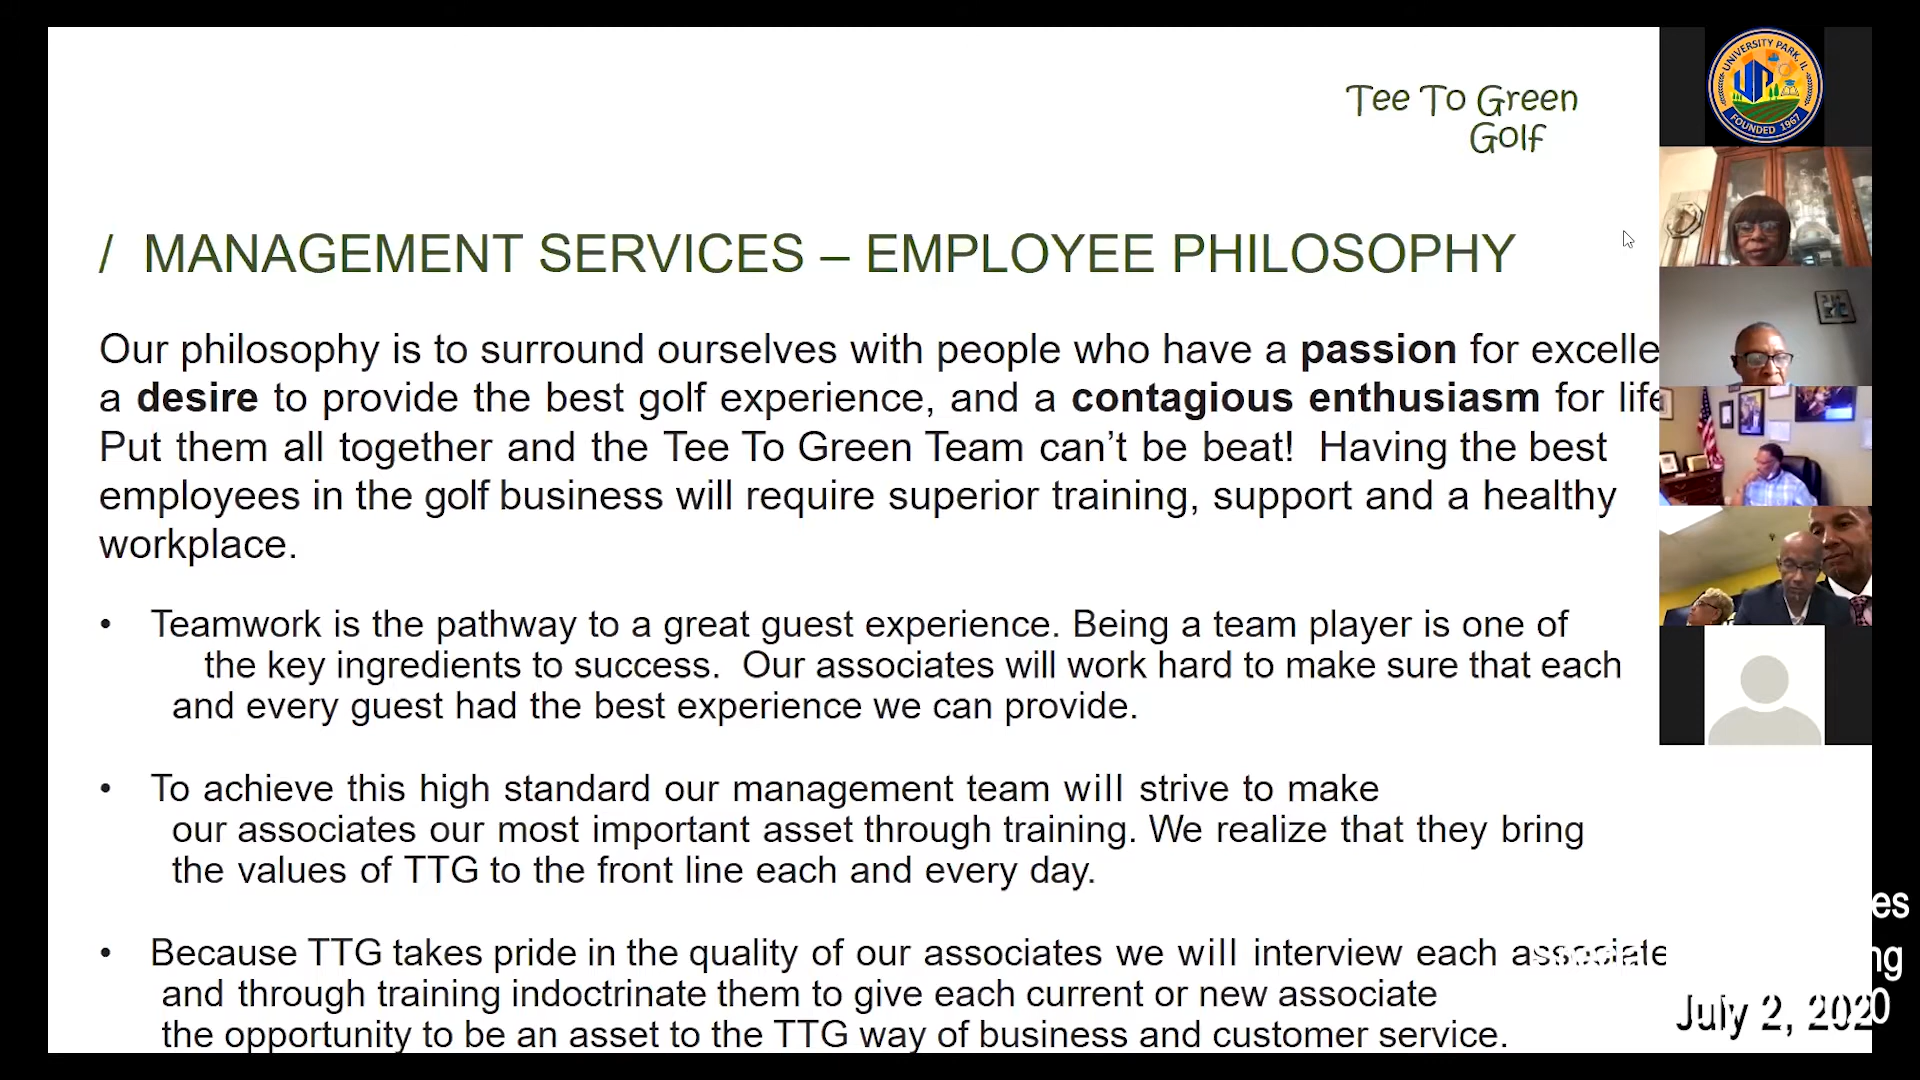 Tee To Green
Golf
UNIVERSITY PARK, IL
UP
FOUNDED 1967
/ MANAGEMENT SERVICES – EMPLOYEE PHILOSOPHY
Our philosophy is to surround ourselves with people who have a passion for excelle
a desire to provide the best golf experience, and a contagious enthusiasm for life
Put them all together and the Tee To Green Team can’t be beat! Having the best
employees in the golf business will require superior training, support and a healthy
workplace.
• Teamwork is the pathway to a great guest experience. Being a team player is one of
the key ingredients to success. Our associates will work hard to make sure that each
and every guest had the best experience we can provide.
• To achieve this high standard our management team will strive to make
our associates our most important asset through training. We realize that they bring
the values of TTG to the front line each and every day.
• Because TTG takes pride in the quality of our associates we will interview each associate
and through training indoctrinate them to give each current or new associate
the opportunity to be an asset to the TTG way of business and customer service.
es
ng
July 2, 2020